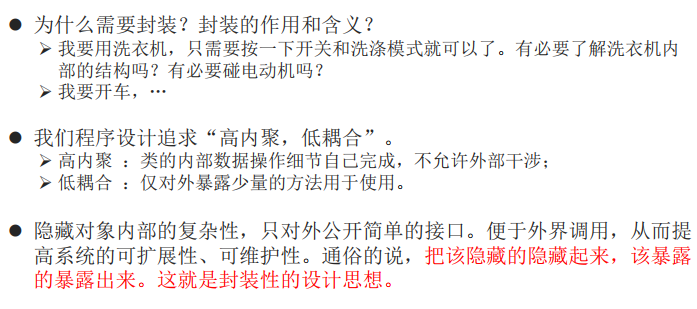 ● 为什么需要封装？封装的作用和含义？
➢ 我要用洗衣机，只需要按一下开关和洗涤模式就可以了。有必要了解洗衣机内
部的结构吗？有必要碰电动机吗？
➢ 我要开车，…
● 我们程序设计追求“高内聚，低耦合”。
➢ 高内聚 ：类的内部数据操作细节自己完成，不允许外部干涉；
➢ 低耦合 ：仅对外暴露少量的方法用于使用。
● 隐藏对象内部的复杂性，只对外公开简单的接口。便于外界调用，从而提
高系统的可扩展性、可维护性。通俗的说，把该隐藏的隐藏起来，该暴露
的暴露出来。这就是封装性的设计思想。